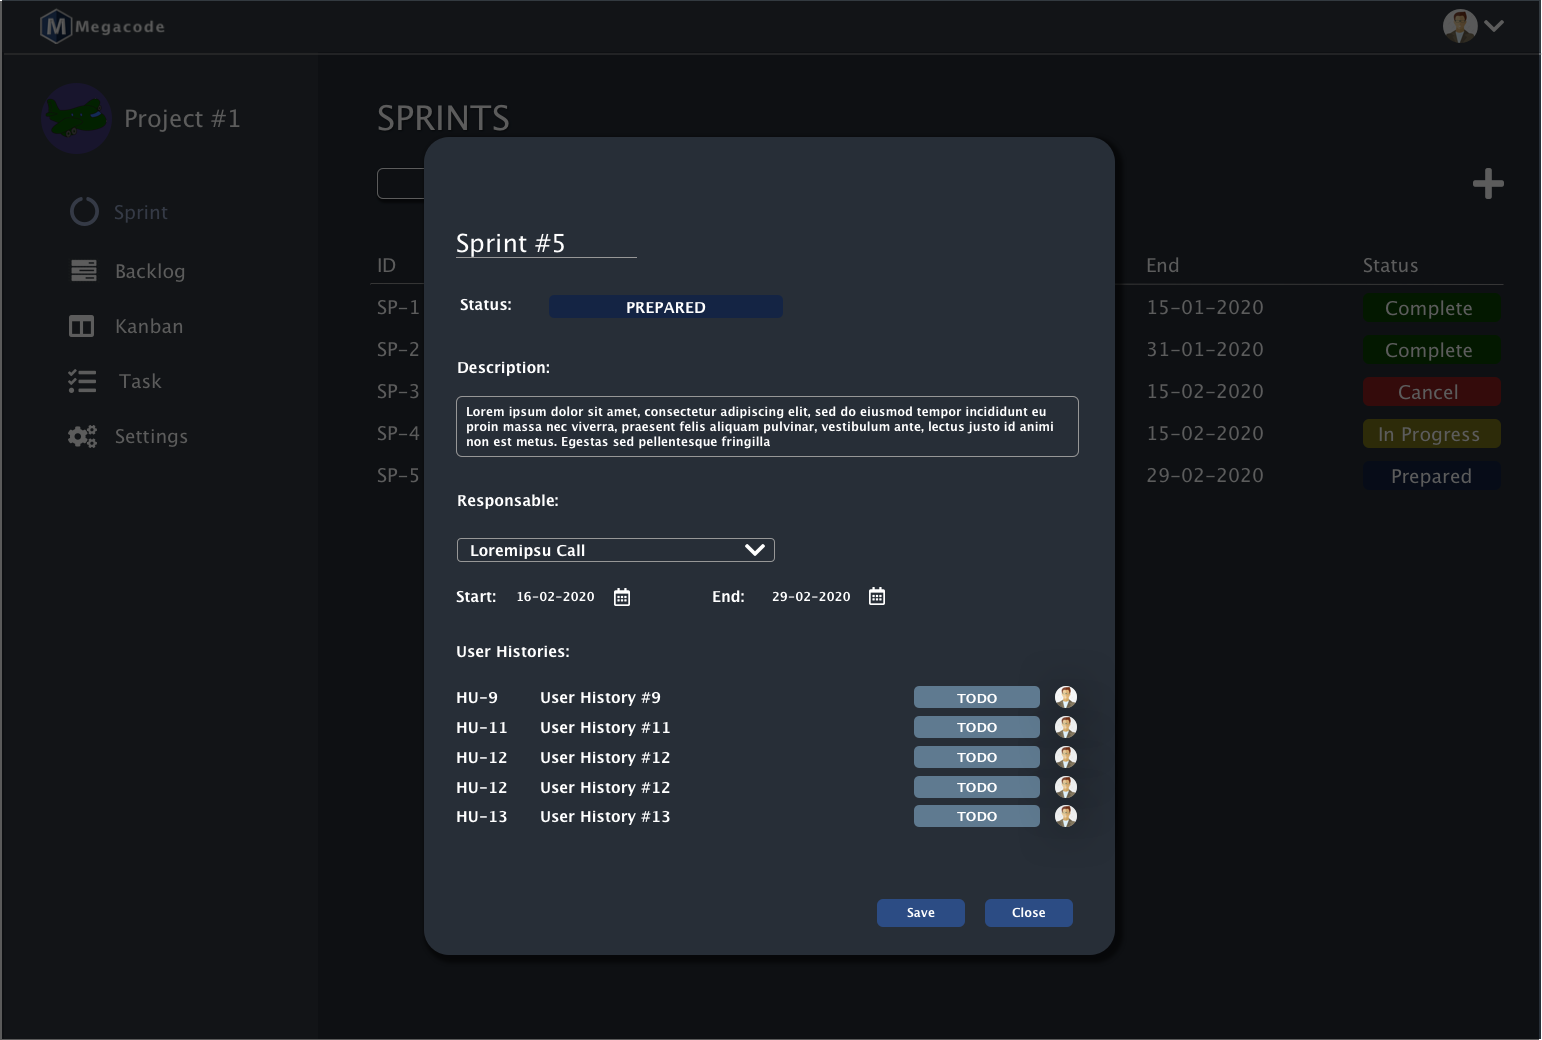 M Megacode
Project #1
Sprint
Backlog
Kanban
Task
Settings
SPRINTS
ID End Status
SP-1 15-01-2020 Complete
SP-2 31-01-2020 Complete
SP-3 15-02-2020 Cancel
SP-4 15-02-2020 In Progress
SP-5 29-02-2020 Prepared
Sprint #5
Status: PREPARED
Description:
Lorem ipsum dolor sit amet, consectetur adipiscing elit, sed do eiusmod tempor incididunt eu
proin massa nec viverra, praesent felis aliquam pulvinar, vestibulum ante, lectus justo id animi
non est metus. Egestas sed pellentesque fringilla
Responsable:
Loremipsu Call
Start: 16-02-2020 End: 29-02-2020
User Histories:
HU-9 User History #9 TODO
HU-11 User History #11 TODO
HU-12 User History #12 TODO
HU-12 User History #12 TODO
HU-13 User History #13 TODO
Save Close